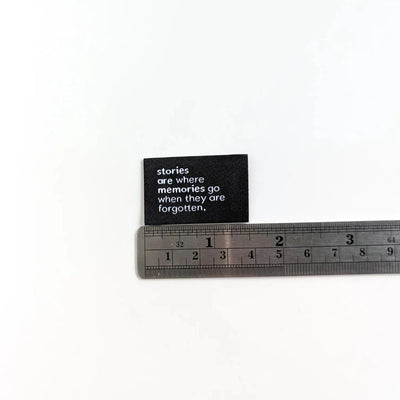 stories
are where
memories go
when they are
forgotten.
32 1 2 3 64
1 2 3 4 5 6 7 8 9